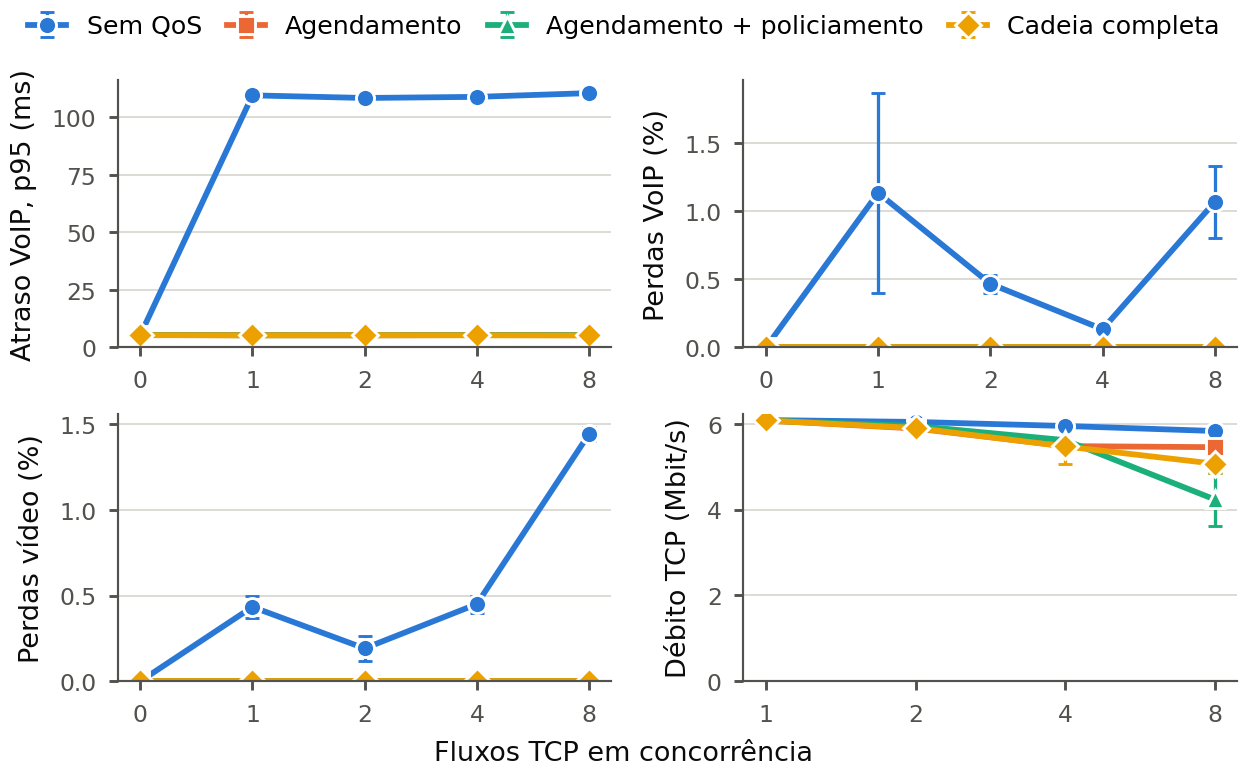 Sem QoS Agendamento Agendamento + policiamento Cadeia completa
Atraso VoIP, p95 (ms)
100
75
50
25
0
0 1 2 4 8
Perdas VoIP (%)
1.5
1.0
0.5
0.0
0 1 2 4 8
Perdas vídeo (%)
1.5
1.0
0.5
0.0
0 1 2 4 8
Débito TCP (Mbit/s)
6
4
2
0
1 2 4 8
Fluxos TCP em concorrência